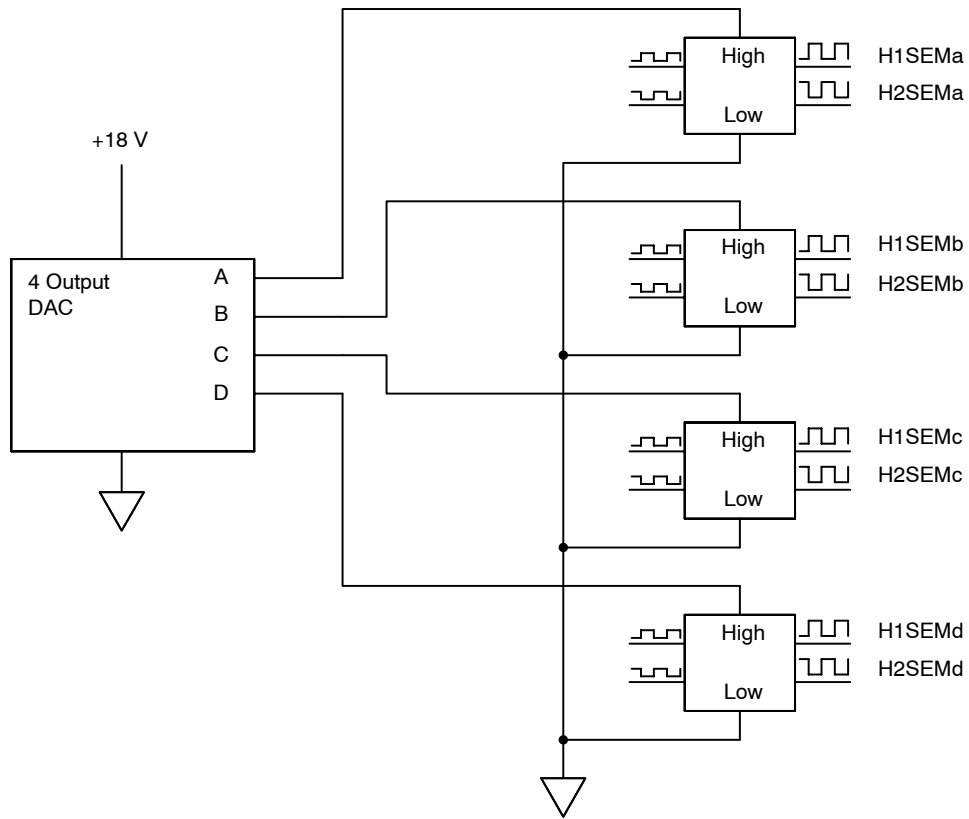 +18 V
4 Output
DAC
A
B
C
D
High
Low
H1SEMa
H2SEMa
High
Low
H1SEMb
H2SEMb
High
Low
H1SEMc
H2SEMc
High
Low
H1SEMd
H2SEMd